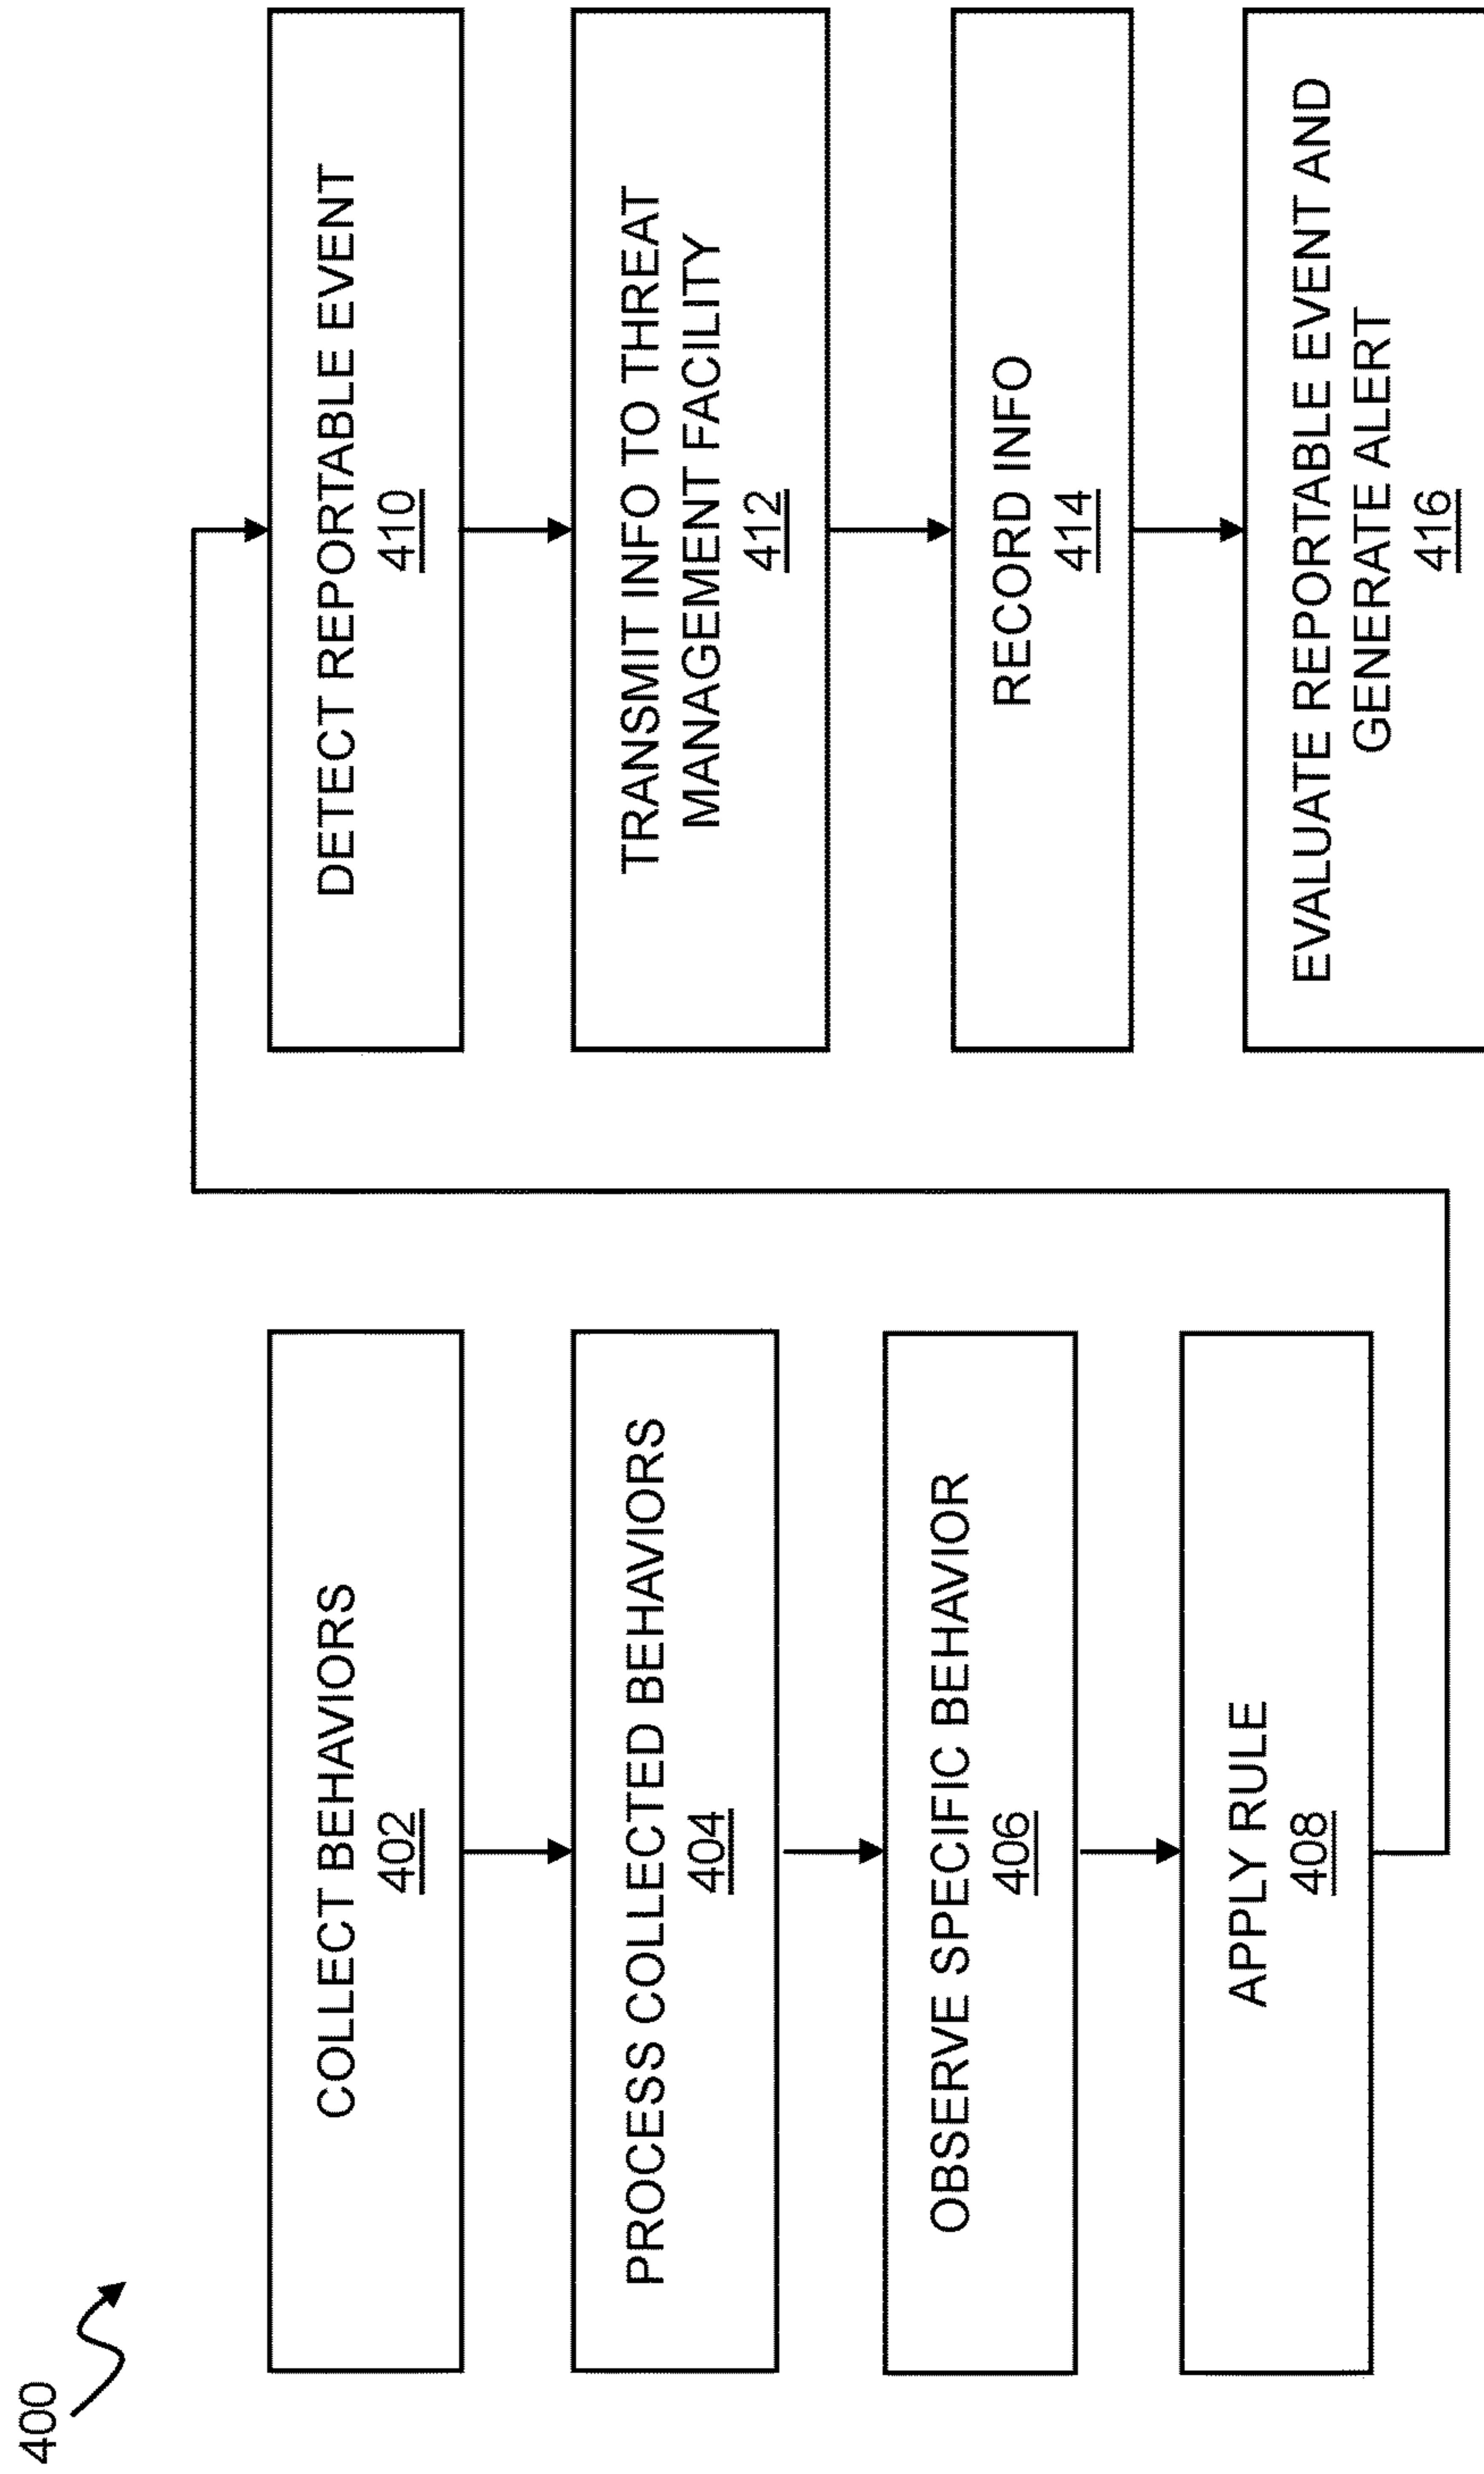 400
COLLECT BEHAVIORS
402
PROCESS COLLECTED BEHAVIORS
404
OBSERVE SPECIFIC BEHAVIOR
406
APPLY RULE
408
DETECT REPORTABLE EVENT
410
TRANSMIT INFO TO THREAT
MANAGEMENT FACILITY
412
RECORD INFO
414
EVALUATE REPORTABLE EVENT AND
GENERATE ALERT
416